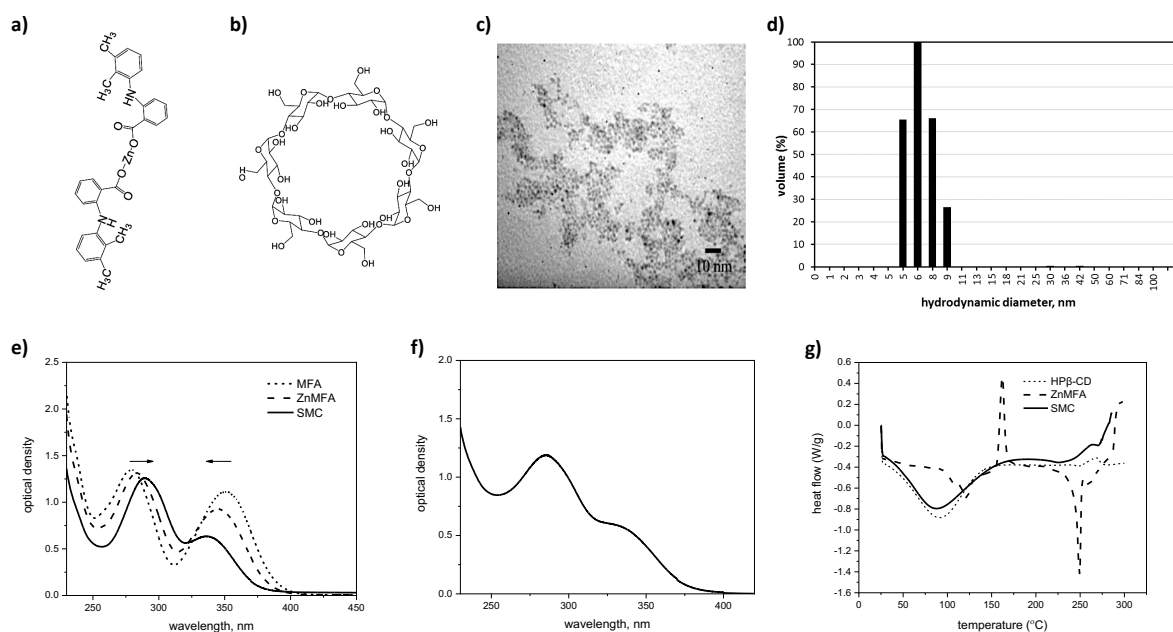 a)
b)
c)
d)
CH₃
H₃C
HN
O
O
Zn
O
O
N
H
CH₃
H₃C
OH
HO
O
OH
OH
O
OH
HO
O
OH
10 nm
100
90
80
70
60
50
40
30
20
10
0
volume (%)
0 1 2 3 4 5 6 8 9 11 13 16 18 21 25 30 36 42 50 60 71 84 100
hydrodynamic diameter, nm
e)
f)
g)
optical density
2.5
2.0
1.5
1.0
0.5
0.0
MFA
ZnMFA
SMC
250 300 350 400 450
wavelength, nm
optical density
2.0
1.5
1.0
0.5
0.0
250 300 350 400
wavelength, nm
heat flow (W/g)
0.6
0.4
0.2
0.0
-0.2
-0.4
-0.6
-0.8
-1.0
-1.2
-1.4
-1.6
HPβ-CD
ZnMFA
SMC
0 50 100 150 200 250 300
temperature (°C)